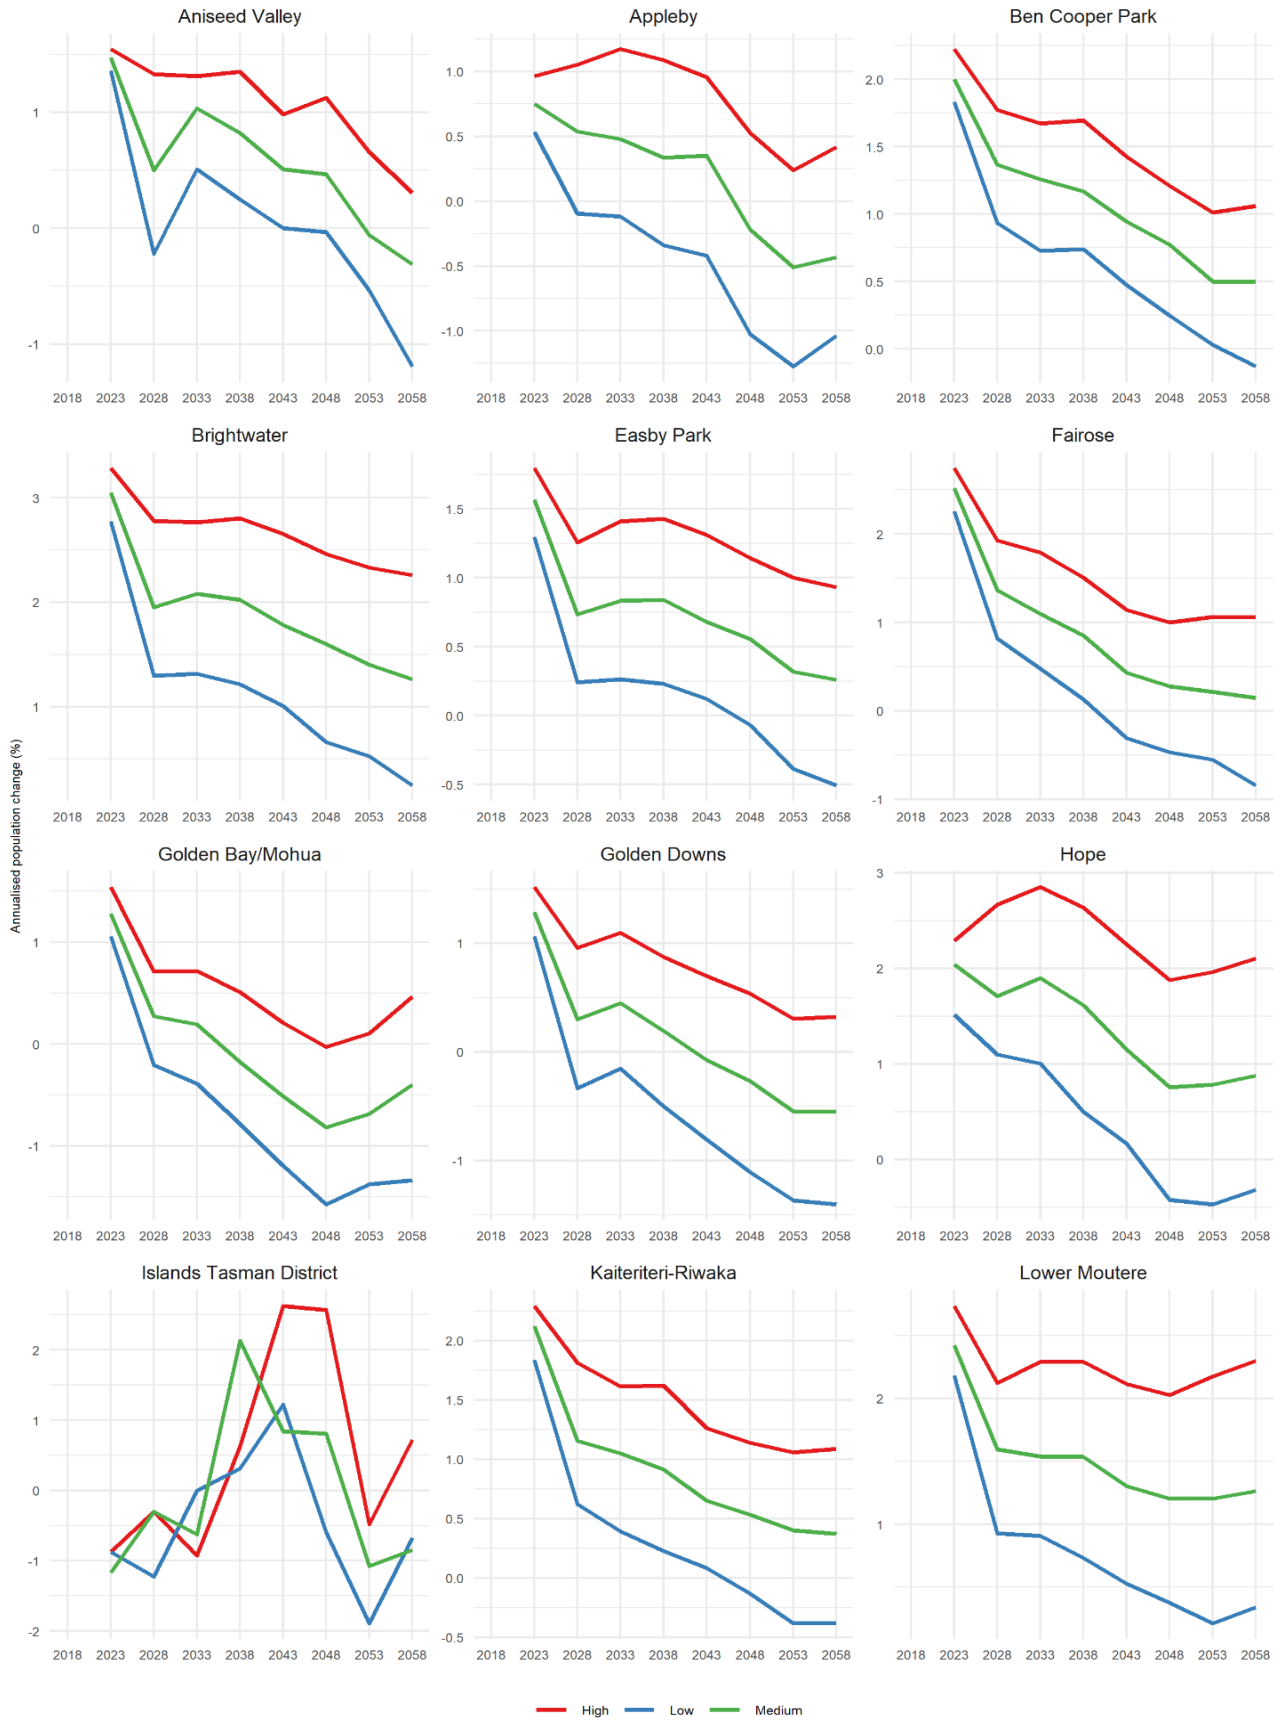 Aniseed Valley
Appleby
Ben Cooper Park
1
0
-1
1.0
0.5
0.0
-0.5
-1.0
2.0
1.5
1.0
0.5
0.0
2018 2023 2028 2033 2038 2043 2048 2053 2058
2018 2023 2028 2033 2038 2043 2048 2053 2058
2018 2023 2028 2033 2038 2043 2048 2053 2058
Brightwater
Easby Park
Fairose
3
2
1
1.5
1.0
0.5
0.0
-0.5
2
1
0
-1
2018 2023 2028 2033 2038 2043 2048 2053 2058
2018 2023 2028 2033 2038 2043 2048 2053 2058
2018 2023 2028 2033 2038 2043 2048 2053 2058
Annualised population change (%)
Golden Bay/Mohua
Golden Downs
Hope
1
0
-1
1
0
-1
3
2
1
0
2018 2023 2028 2033 2038 2043 2048 2053 2058
2018 2023 2028 2033 2038 2043 2048 2053 2058
2018 2023 2028 2033 2038 2043 2048 2053 2058
Islands Tasman District
Kaiteriteri-Riwaka
Lower Moutere
2
1
0
-1
-2
2.0
1.5
1.0
0.5
0.0
-0.5
2
1
2018 2023 2028 2033 2038 2043 2048 2053 2058
2018 2023 2028 2033 2038 2043 2048 2053 2058
2018 2023 2028 2033 2038 2043 2048 2053 2058
High Low Medium